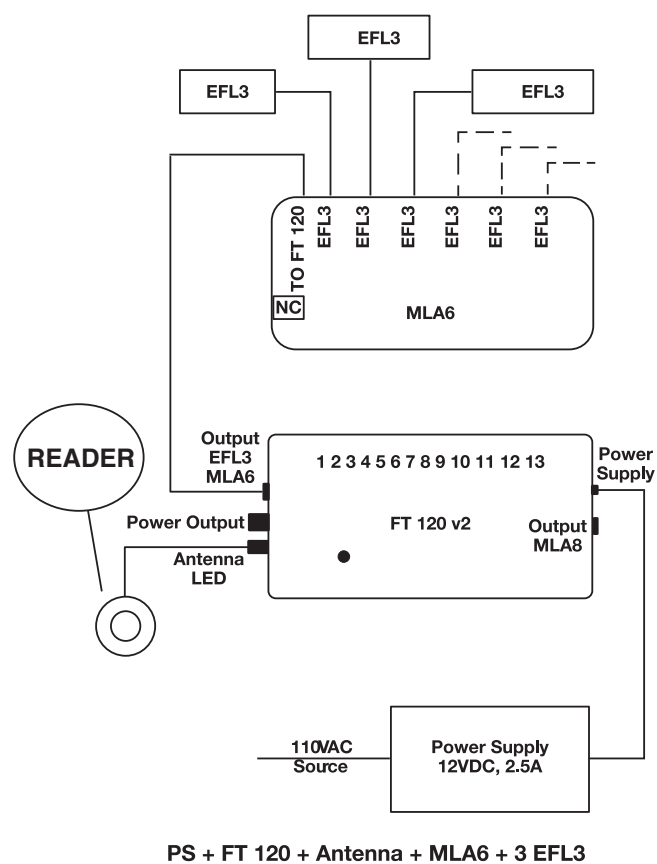 EFL3
EFL3
EFL3
TO FT 120
EFL3
EFL3
EFL3
EFL3
EFL3
EFL3
NC
MLA6
READER
Output
EFL3
MLA6
1 2 3 4 5 6 7 8 9 10 11 12 13
Power
Supply
Power Output
FT 120 v2
Output
MLA8
Antenna
LED
110VAC
Source
Power Supply
12VDC, 2.5A
PS + FT 120 + Antenna + MLA6 + 3 EFL3